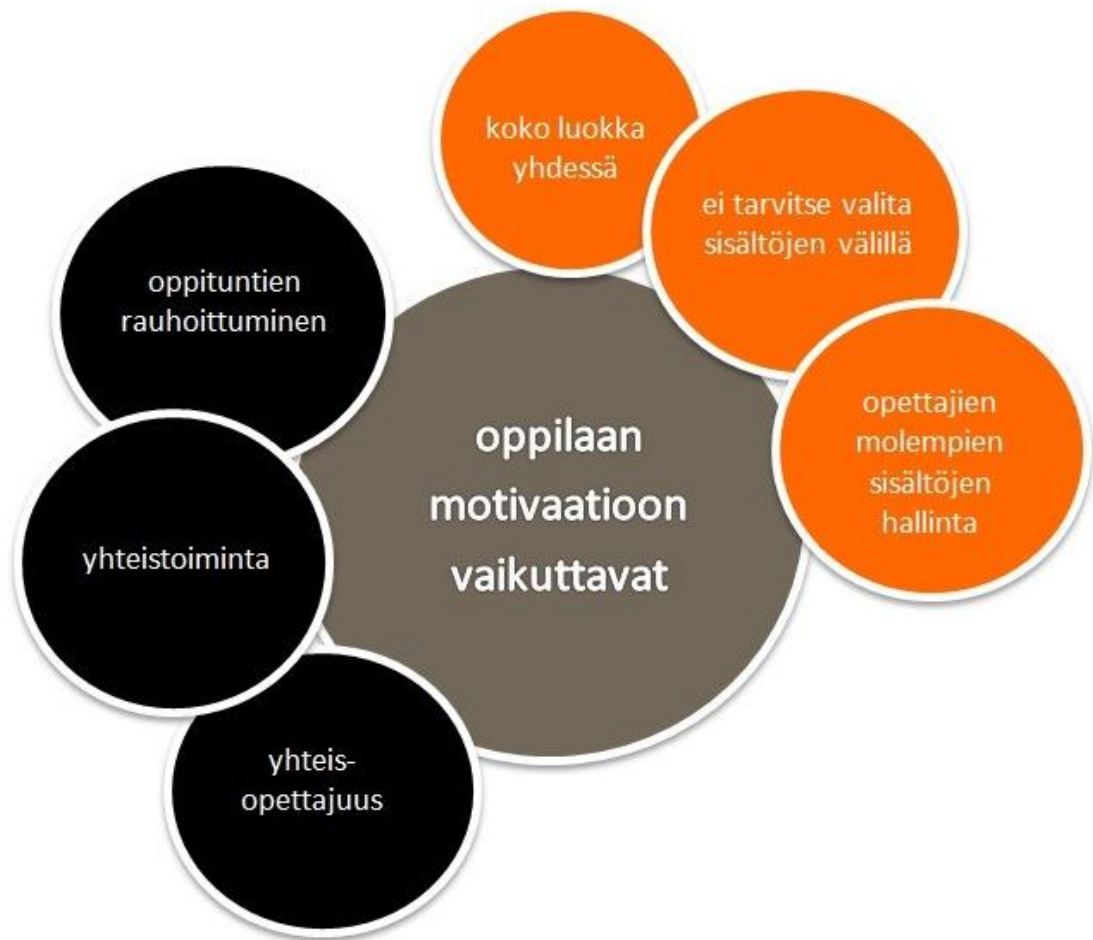 koko luokka
yhdessä
ei tarvitse valita
sisältöjen välillä
opettajien
molempien
sisältöjen
hallinta
oppituntien
rauhoittuminen
oppilaan
motivaatioon
vaikuttavat
yhteistoiminta
yhteis-
opettajuus